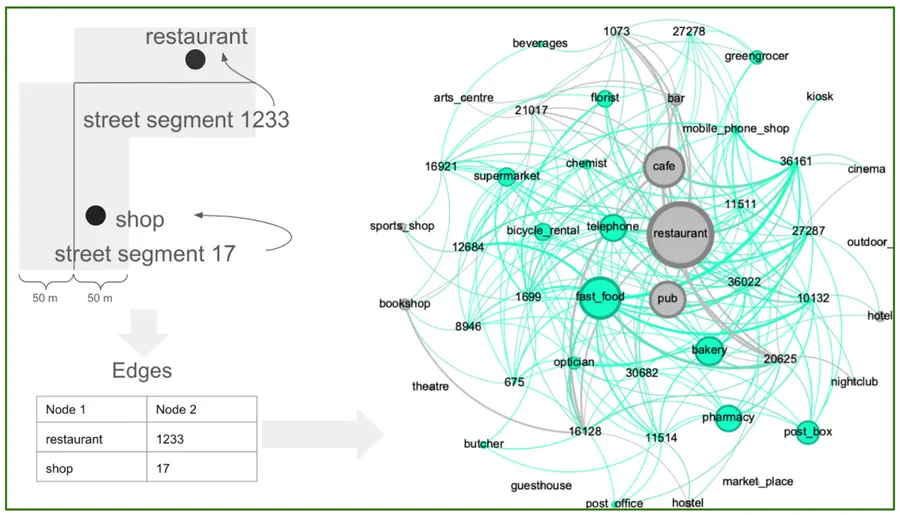 restaurant
street segment 1233
shop
street segment 17
50 m
50 m
Edges
Node 1
Node 2
restaurant
1233
shop
17
1073
27278
beverages
greengrocer
arts_centre
florist
bar
kiosk
21017
mobile_phone_shop
16921
chemist
cafe
36161
cinema
supermarket
11511
sports_shop
bicycle_rental
telephone
restaurant
27287
12684
outdoor_
36022
bookshop
1699
fast_food
pub
10132
hotel
8946
bakery
optician
20625
theatre
675
30682
nightclub
pharmacy
butcher
16128
11514
post_box
guesthouse
market_place
post_office
hostel